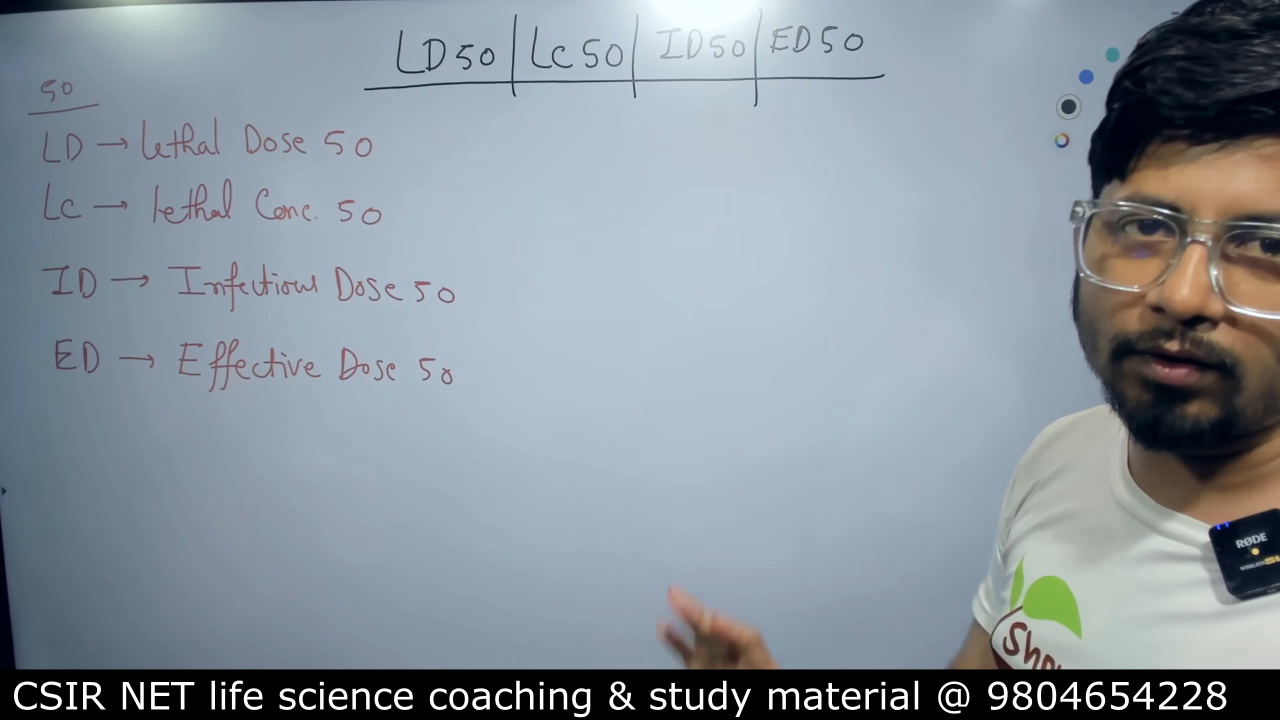 LD50 | LC50 | ID50 | ED50
50
LD → Lethal Dose 50
LC → Lethal Conc. 50
ID → Infectious Dose 50
ED → Effective Dose 50
RØDE
CSIR NET life science coaching & study material @ 9804654228